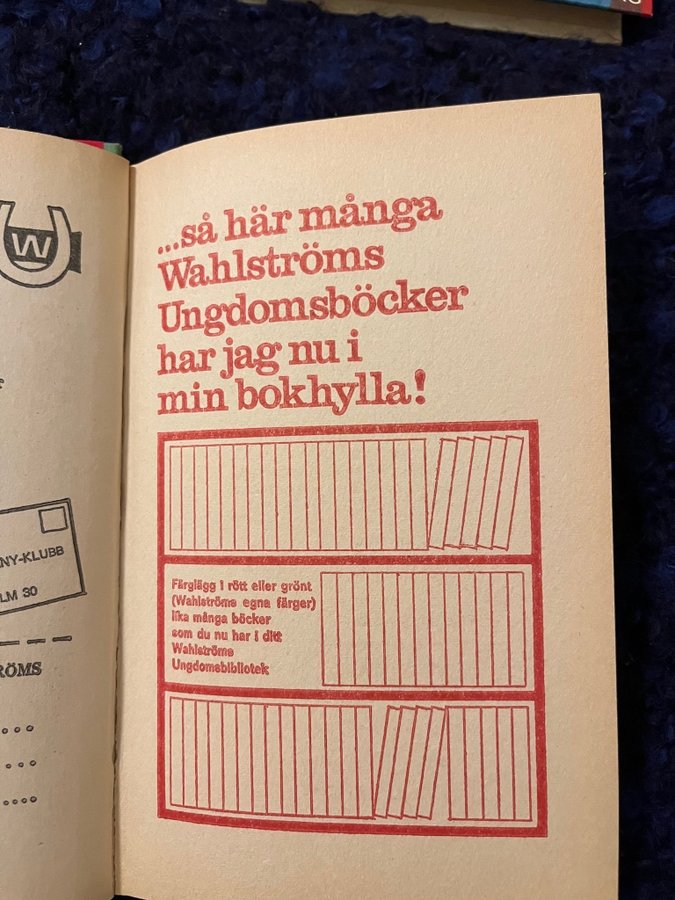 W
NY-KLUBB
LM 30
RÖMS
...så här många
Wahlströms
Ungdomsböcker
har jag nu i
min bokhylla!
Färglägg i rött eller grönt
(Wahlströms egna färger)
lika många böcker
som du nu har i ditt
Wahlströms
Ungdomsbibliotek